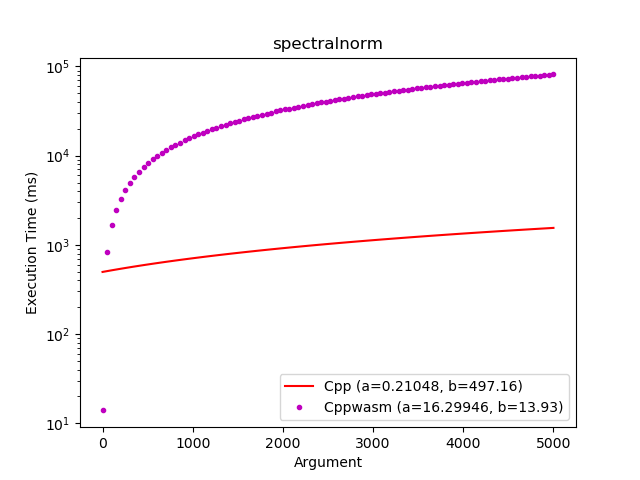 spectralnorm
Execution Time (ms)
10^5
10^4
10^3
10^2
10^1
Cpp (a=0.21048, b=497.16)
Cppwasm (a=16.29946, b=13.93)
0 1000 2000 3000 4000 5000
Argument